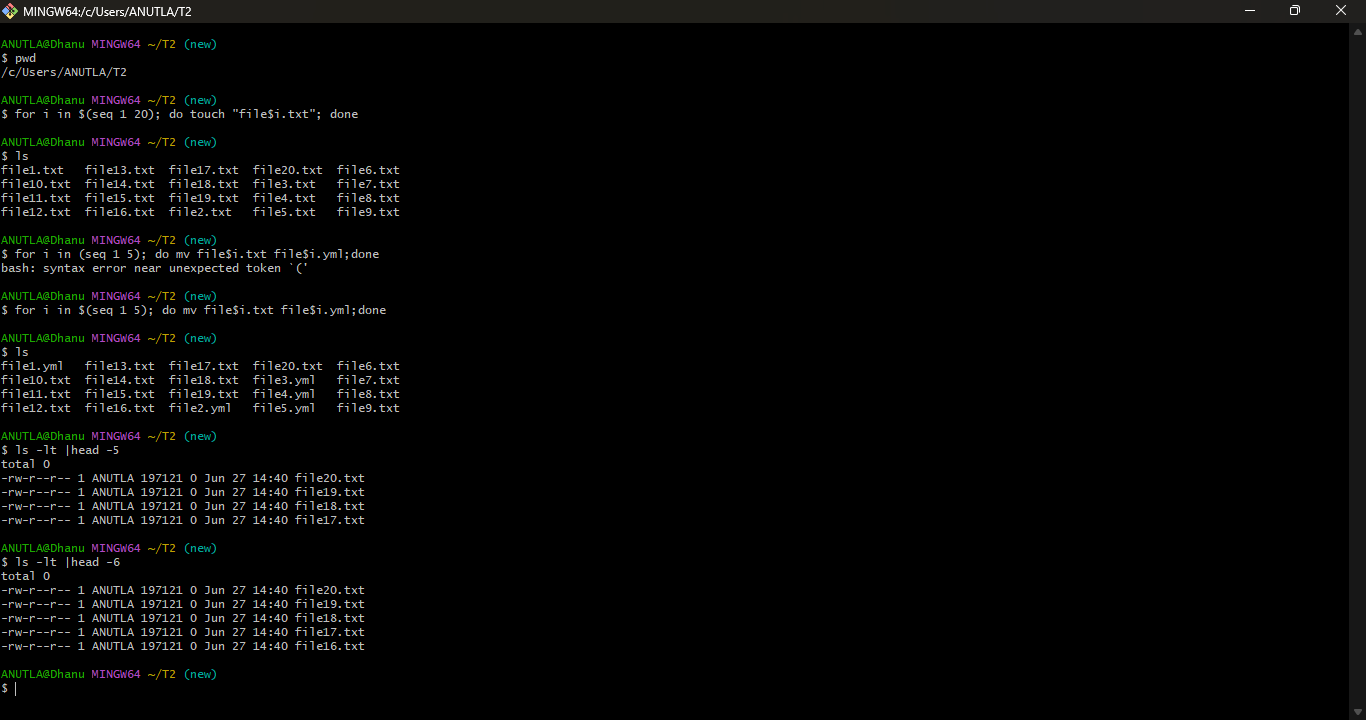 MINGW64:/c/Users/ANUTLA/T2
ANUTLA@Dhanu MINGW64 ~/T2 (new)
$ pwd
/c/Users/ANUTLA/T2
ANUTLA@Dhanu MINGW64 ~/T2 (new)
$ for i in $(seq 1 20); do touch "file$i.txt"; done
ANUTLA@Dhanu MINGW64 ~/T2 (new)
$ ls
file1.txt   file13.txt  file17.txt  file20.txt  file6.txt
file10.txt  file14.txt  file18.txt  file3.txt   file7.txt
file11.txt  file15.txt  file19.txt  file4.txt   file8.txt
file12.txt  file16.txt  file2.txt   file5.txt   file9.txt
ANUTLA@Dhanu MINGW64 ~/T2 (new)
$ for i in (seq 1 5); do mv file$i.txt file$i.yml;done
bash: syntax error near unexpected token `('
ANUTLA@Dhanu MINGW64 ~/T2 (new)
$ for i in $(seq 1 5); do mv file$i.txt file$i.yml;done
ANUTLA@Dhanu MINGW64 ~/T2 (new)
$ ls
file1.yml   file13.txt  file17.txt  file20.txt  file6.txt
file10.txt  file14.txt  file18.txt  file3.yml   file7.txt
file11.txt  file15.txt  file19.txt  file4.yml   file8.txt
file12.txt  file16.txt  file2.yml   file5.yml   file9.txt
ANUTLA@Dhanu MINGW64 ~/T2 (new)
$ ls -lt |head -5
total 0
-rw-r--r-- 1 ANUTLA 197121 0 Jun 27 14:40 file20.txt
-rw-r--r-- 1 ANUTLA 197121 0 Jun 27 14:40 file19.txt
-rw-r--r-- 1 ANUTLA 197121 0 Jun 27 14:40 file18.txt
-rw-r--r-- 1 ANUTLA 197121 0 Jun 27 14:40 file17.txt
ANUTLA@Dhanu MINGW64 ~/T2 (new)
$ ls -lt |head -6
total 0
-rw-r--r-- 1 ANUTLA 197121 0 Jun 27 14:40 file20.txt
-rw-r--r-- 1 ANUTLA 197121 0 Jun 27 14:40 file19.txt
-rw-r--r-- 1 ANUTLA 197121 0 Jun 27 14:40 file18.txt
-rw-r--r-- 1 ANUTLA 197121 0 Jun 27 14:40 file17.txt
-rw-r--r-- 1 ANUTLA 197121 0 Jun 27 14:40 file16.txt
ANUTLA@Dhanu MINGW64 ~/T2 (new)
$